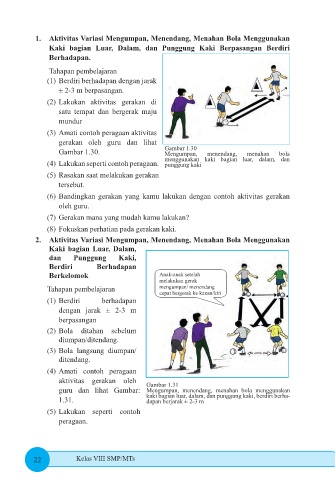 1. Aktivitas Variasi Mengumpan, Menendang, Menahan Bola Menggunakan
Kaki bagian Luar, Dalam, dan Punggung Kaki Berpasangan Berdiri
Berhadapan.
Tahapan pembelajaran
(1) Berdiri berhadapan dengan jarak
± 2-3 m berpasangan.
(2) Lakukan aktivitas gerakan di
satu tempat dan bergerak maju
mundur
(3) Amati contoh peragaan aktivitas
gerakan oleh guru dan lihat
Gambar 1.30.
(4) Lakukan seperti contoh peragaan.
Gambar 1.30
Mengumpan, menendang, menahan bola
menggunakan kaki bagian luar, dalam, dan
punggung kaki
(5) Rasakan saat melakukan gerakan
tersebut.
(6) Bandingkan gerakan yang kamu lakukan dengan contoh aktivitas gerakan
oleh guru.
(7) Gerakan mana yang mudah kamu lakukan?
(8) Fokuskan perhatian pada gerakan kaki.
2. Aktivitas Variasi Mengumpan, Menendang, Menahan Bola Menggunakan
Kaki bagian Luar, Dalam,
dan Punggung Kaki,
Berdiri Berhadapan
Berkelomok
Tahapan pembelajaran
(1) Berdiri berhadapan
dengan jarak ± 2-3 m
berpasangan
(2) Bola ditahan sebelum
diumpan/ditendang.
(3) Bola langsung diumpan/
ditendang.
(4) Amati contoh peragaan
aktivitas gerakan oleh
guru dan lihat Gambar:
1.31.
(5) Lakukan seperti contoh
peragaan.
Anak-anak setelah
melakukan gerak
mengumpan/ menendang
cepat bergerak ke kanan/kiri
Gambar 1.31
Mengumpan, menendang, menahan bola menggunakan
kaki bagian luar, dalam, dan punggung kaki, berdiri berha-
dapan berjarak ± 2-3 m
22
Kelas VIII SMP/MTs